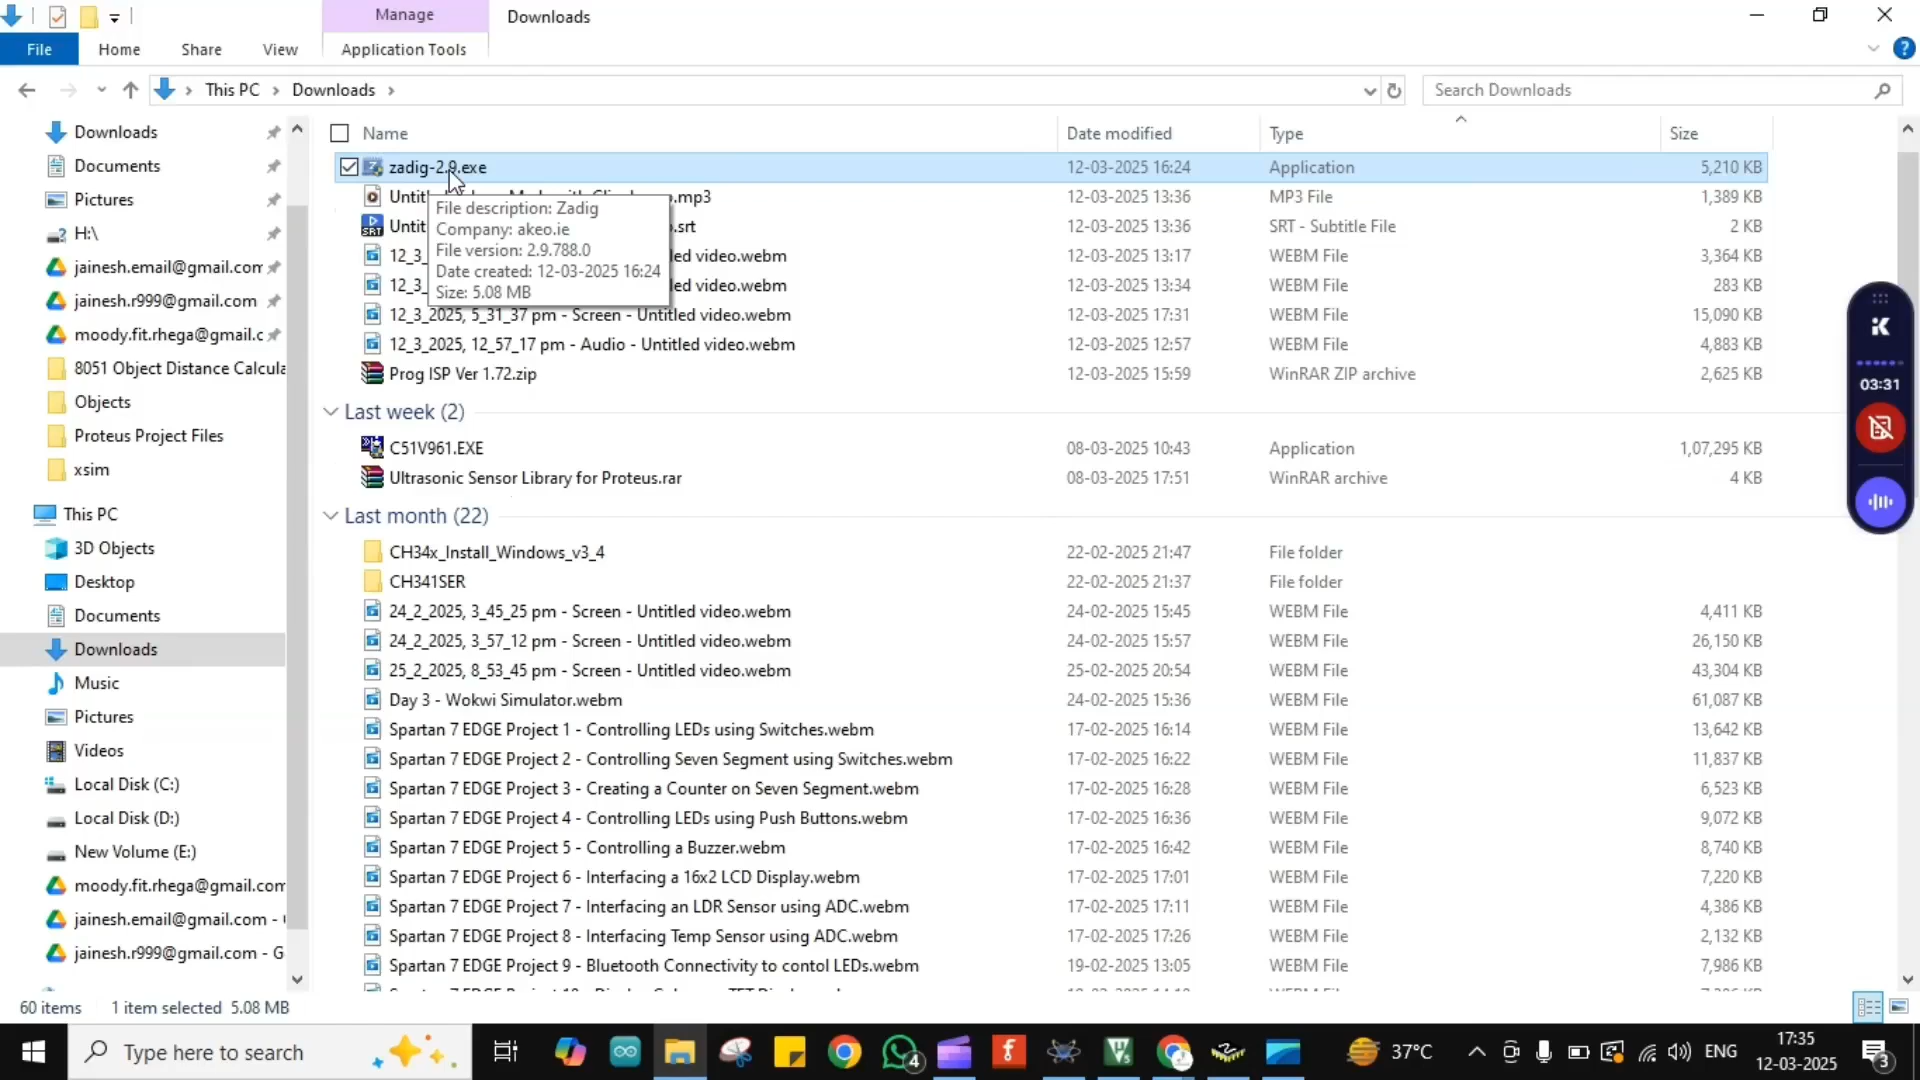 Manage
Downloads
File
Home
Share
View
Application Tools
This PC
Downloads
Search Downloads
Downloads
Documents
Pictures
H:\
jainesh.email@gmail.com
jainesh.r999@gmail.com
moody.fit.rhega@gmail.c
8051 Object Distance Calcula
Objects
Proteus Project Files
xsim
This PC
3D Objects
Desktop
Documents
Downloads
Music
Pictures
Videos
Local Disk (C:)
Local Disk (D:)
New Volume (E:)
moody.fit.rhega@gmail.com
jainesh.email@gmail.com -
jainesh.r999@gmail.com - G
Name Date modified Type Size
zadig-2.9.exe 12-03-2025 16:24 Application 5,210 KB
Untit .mp3 12-03-2025 13:36 MP3 File 1,389 KB
Untit .srt 12-03-2025 13:36 SRT - Subtitle File 2 KB
12_3_ led video.webm 12-03-2025 13:17 WEBM File 3,364 KB
12_3_ led video.webm 12-03-2025 13:34 WEBM File 283 KB
12_3_2025, 5_31_37 pm - Screen - Untitled video.webm 12-03-2025 17:31 WEBM File 15,090 KB
12_3_2025, 12_57_17 pm - Audio - Untitled video.webm 12-03-2025 12:57 WEBM File 4,883 KB
Prog ISP Ver 1.72.zip 12-03-2025 15:59 WinRAR ZIP archive 2,625 KB
File description: Zadig
Company: akeo.ie
File version: 2.9.788.0
Date created: 12-03-2025 16:24
Size: 5.08 MB
Last week (2)
C51V961.EXE 08-03-2025 10:43 Application 1,07,295 KB
Ultrasonic Sensor Library for Proteus.rar 08-03-2025 17:51 WinRAR archive 4 KB
Last month (22)
CH34x_Install_Windows_v3_4 22-02-2025 21:47 File folder
CH341SER 22-02-2025 21:37 File folder
24_2_2025, 3_45_25 pm - Screen - Untitled video.webm 24-02-2025 15:45 WEBM File 4,411 KB
24_2_2025, 3_57_12 pm - Screen - Untitled video.webm 24-02-2025 15:57 WEBM File 26,150 KB
25_2_2025, 8_53_45 pm - Screen - Untitled video.webm 25-02-2025 20:54 WEBM File 43,304 KB
Day 3 - Wokwi Simulator.webm 24-02-2025 15:36 WEBM File 61,087 KB
Spartan 7 EDGE Project 1 - Controlling LEDs using Switches.webm 17-02-2025 16:14 WEBM File 13,642 KB
Spartan 7 EDGE Project 2 - Controlling Seven Segment using Switches.webm 17-02-2025 16:22 WEBM File 11,837 KB
Spartan 7 EDGE Project 3 - Creating a Counter on Seven Segment.webm 17-02-2025 16:28 WEBM File 6,523 KB
Spartan 7 EDGE Project 4 - Controlling LEDs using Push Buttons.webm 17-02-2025 16:36 WEBM File 9,072 KB
Spartan 7 EDGE Project 5 - Controlling a Buzzer.webm 17-02-2025 16:42 WEBM File 8,740 KB
Spartan 7 EDGE Project 6 - Interfacing a 16x2 LCD Display.webm 17-02-2025 17:01 WEBM File 7,220 KB
Spartan 7 EDGE Project 7 - Interfacing an LDR Sensor using ADC.webm 17-02-2025 17:11 WEBM File 4,386 KB
Spartan 7 EDGE Project 8 - Interfacing Temp Sensor using ADC.webm 17-02-2025 17:26 WEBM File 2,132 KB
Spartan 7 EDGE Project 9 - Bluetooth Connectivity to contol LEDs.webm 19-02-2025 13:05 WEBM File 7,986 KB
03:31
60 items 1 item selected 5.08 MB
Type here to search
4
37°C
ENG
17:35
12-03-2025
3